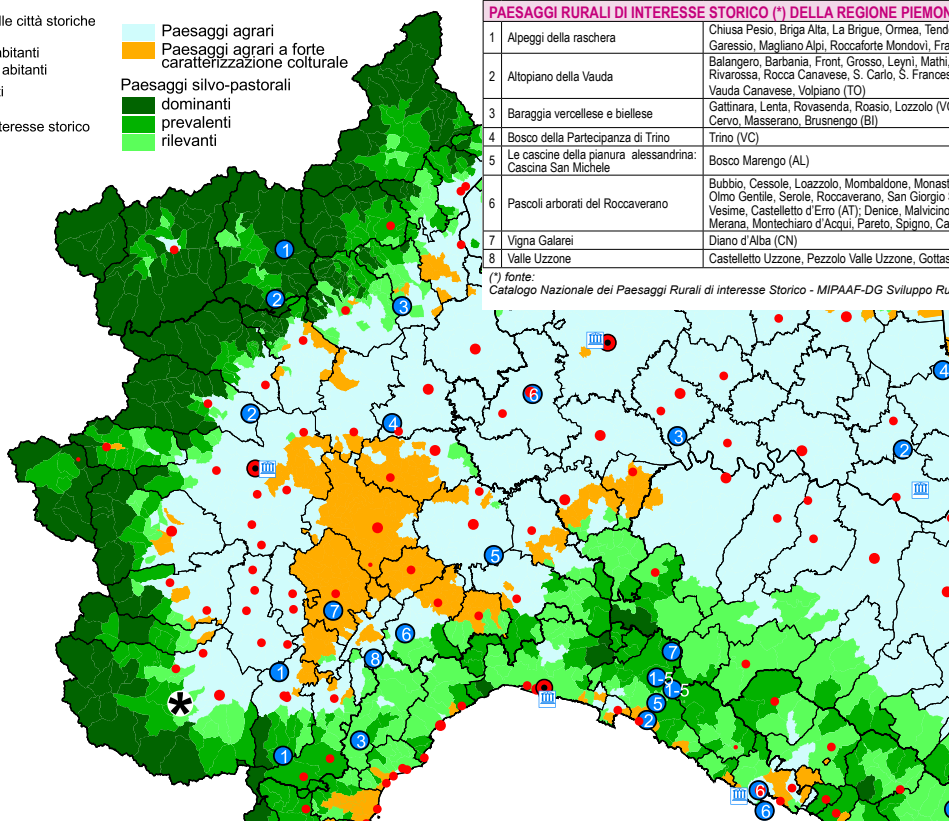 lle città storiche
abitanti
abitanti
ti
teresse storico
Paesaggi agrari
Paesaggi agrari a forte
caratterizzazione colturale
Paesaggi silvo-pastorali
dominanti
prevalenti
rilevanti
PAESAGGI RURALI DI INTERESSE STORICO (*) DELLA REGIONE PIEMON
1 Alpeggi della raschera
Chiusa Pesio, Briga Alta, La Brigue, Ormea, Tend
Garessio, Magliano Alpi, Roccaforte Mondovì, Fra
2 Altopiano della Vauda
Balangero, Barbania, Front, Grosso, Leynì, Mathi,
Rivarossa, Rocca Canavese, S. Carlo, S. Frances
Vauda Canavese, Volpiano (TO)
3 Baraggia vercellese e biellese
Gattinara, Lenta, Rovasenda, Roasio, Lozzolo (VC
Cervo, Masserano, Brusnengo (BI)
4 Bosco della Partecipanza di Trino
Trino (VC)
5 Le cascine della pianura alessandrina:
Cascina San Michele
Bosco Marengo (AL)
6 Pascoli arborati del Roccaverano
Bubbio, Cessole, Loazzolo, Mombaldone, Monast
Olmo Gentile, Serole, Roccaverano, San Giorgio
Vesime, Castelletto d'Erro (AT); Denice, Malvicino
Merana, Montechiaro d'Acqui, Pareto, Spigno, Ca
7 Vigna Galarei
Diano d'Alba (CN)
8 Valle Uzzone
Castelletto Uzzone, Pezzolo Valle Uzzone, Gottas
(*) fonte:
Catalogo Nazionale dei Paesaggi Rurali di interesse Storico - MIPAAF-DG Sviluppo Ru
1
2
3
4
6
2
4
3
2
5
7
6
8
1
7
1-5
1-5
5
2
3
1
6
6
*